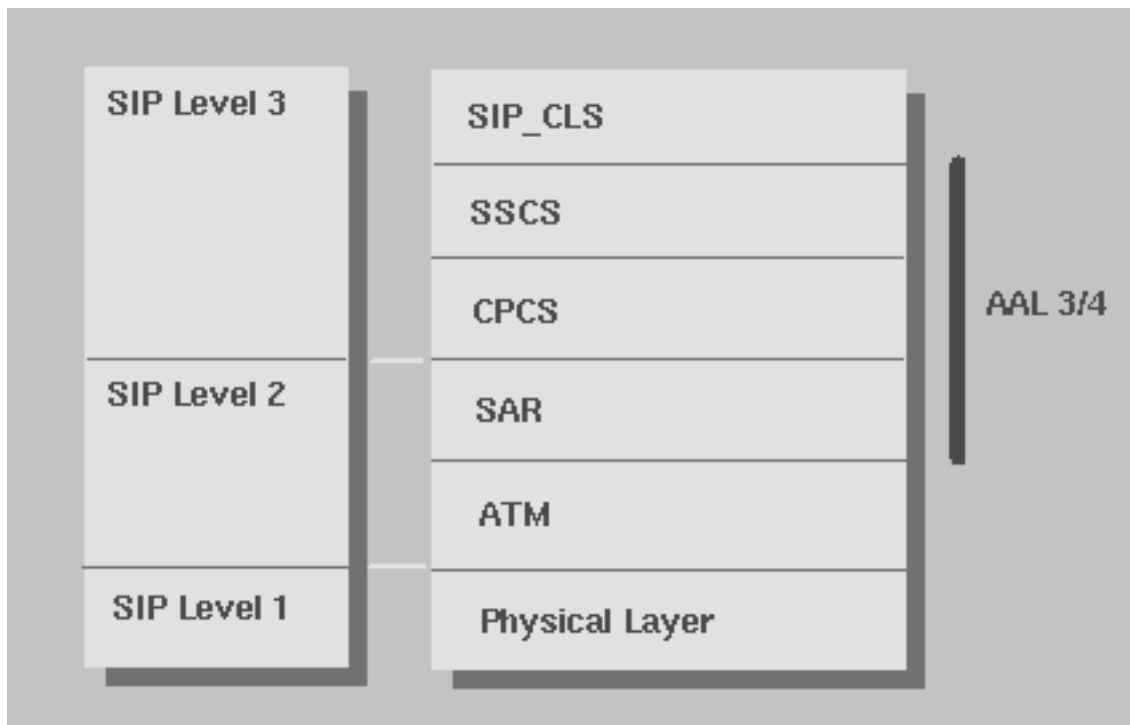 SIP Level 3
SIP Level 2
SIP Level 1
SIP_CLS
SSCS
CPCS
SAR
ATM
Physical Layer
AAL 3/4